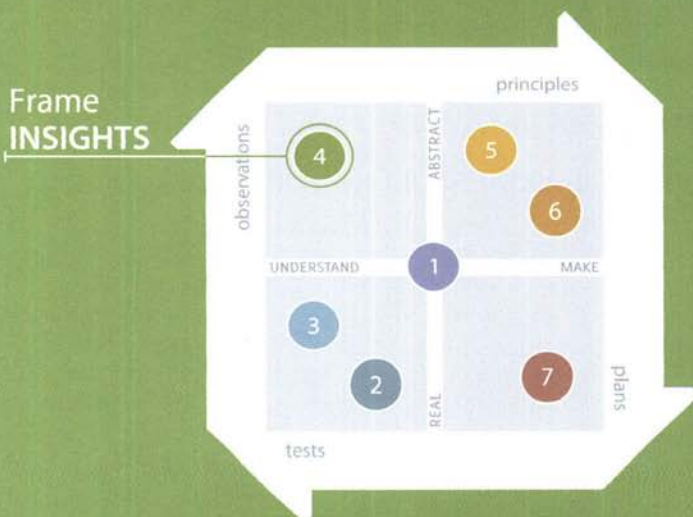 Frame
INSIGHTS
principles
observations
ABSTRACT
4
5
6
UNDERSTAND
1
MAKE
3
2
7
REAL
plans
tests